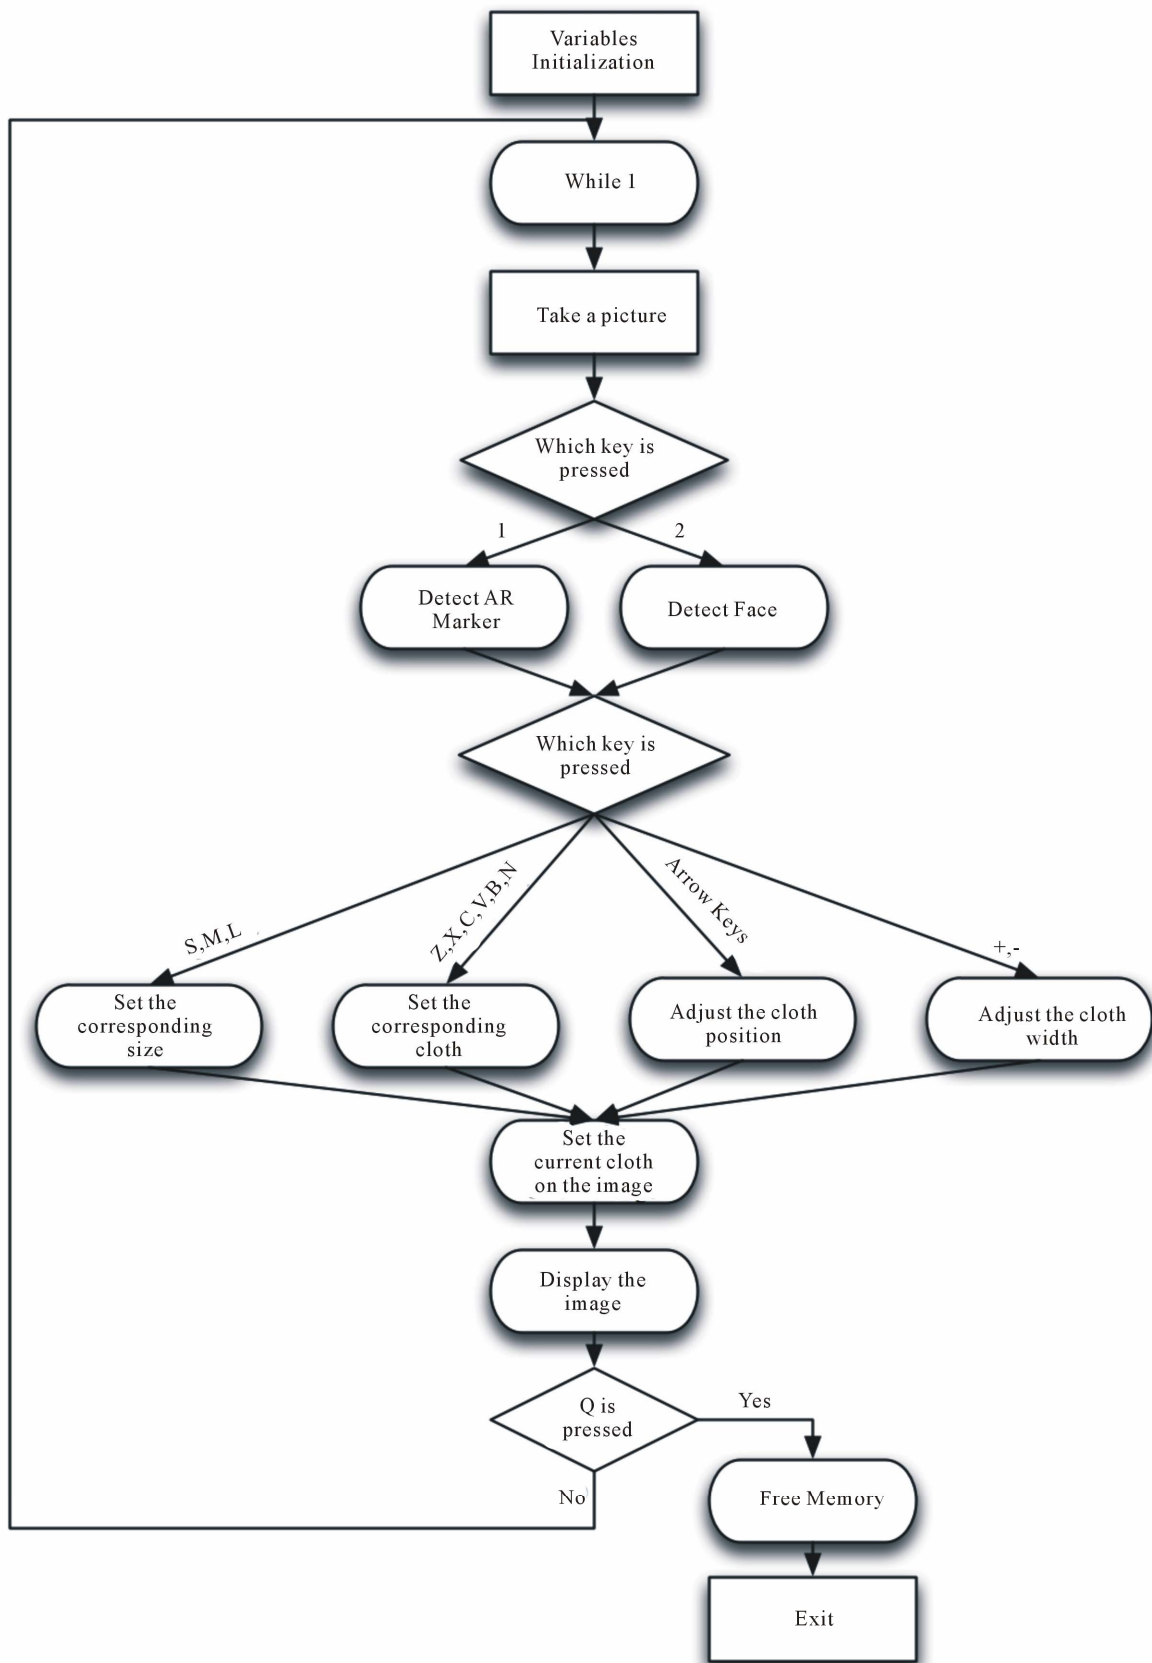 Variables
Initialization
While 1
Take a picture
Which key is
pressed
1
2
Detect AR
Marker
Detect Face
Which key is
pressed
S,M,L
Z,X,C,V,B,N
Arrow Keys
+,-
Set the
corresponding
size
Set the
corresponding
cloth
Adjust the cloth
position
Adjust the cloth
width
Set the
current cloth
on the image
Display the
image
Q is
pressed
Yes
No
Free Memory
Exit